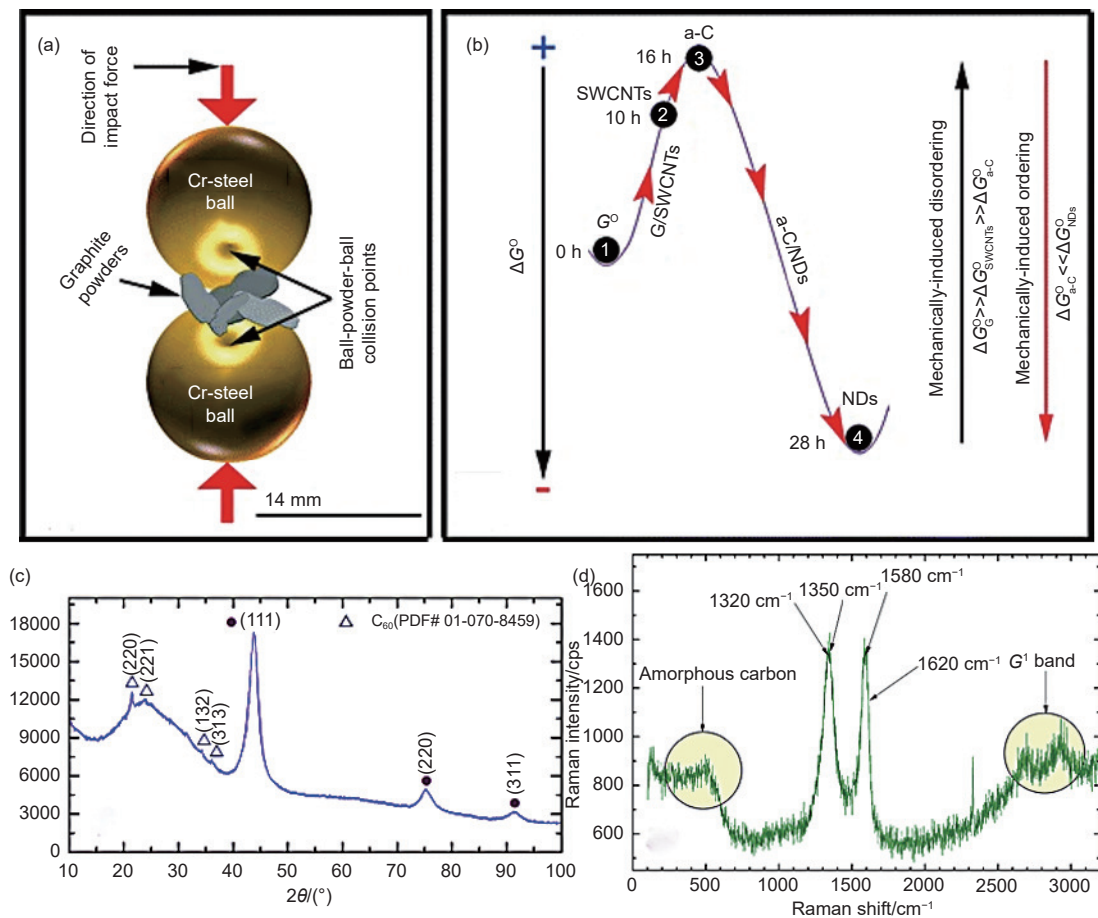 (a)
Direction of
impact force
Cr-steel
ball
Graphite
powders
Ball-powder-ball
collision points
Cr-steel
ball
14 mm
(b)
+
ΔG°
−
a-C
16 h
3
SWCNTs
10 h
2
G/SWCNTs
G°
0 h
1
a-C/NDs
NDs
28 h
4
Mechanically-induced disordering
ΔG°G>>ΔG°SWCNTs>>ΔG°a-C
Mechanically-induced ordering
ΔG°a-C<<ΔG°NDs
(c)
18000
15000
12000
9000
6000
3000
0
(111)
C60(PDF# 01-070-8459)
(220)
(221)
(132)
(313)
(220)
(311)
10 20 30 40 50 60 70 80 90 100
2θ/(°)
(d)
Raman intensity/cps
1600
1400
1200
1000
800
600
1320 cm−1
1350 cm−1
1580 cm−1
1620 cm−1
G1 band
Amorphous carbon
0 500 1000 1500 2000 2500 3000
Raman shift/cm−1